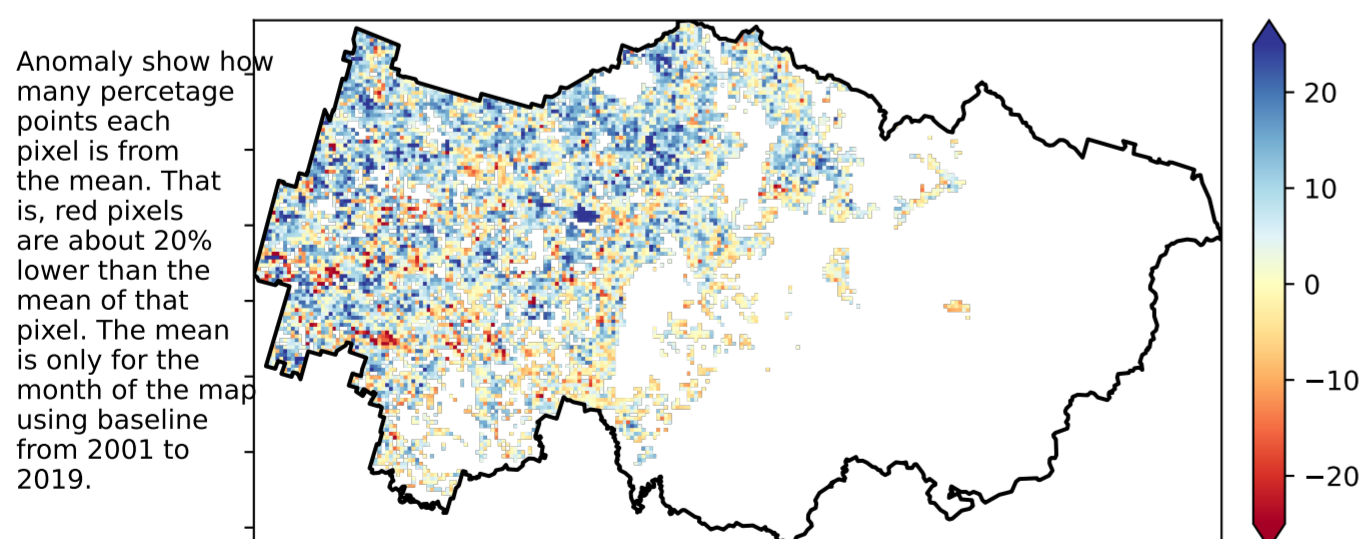 Anomaly show how
many percetage
points each
pixel is from
the mean. That
is, red pixels
are about 20%
lower than the
mean of that
pixel. The mean
is only for the
month of the map
using baseline
from 2001 to
2019.
20
10
0
−10
−20